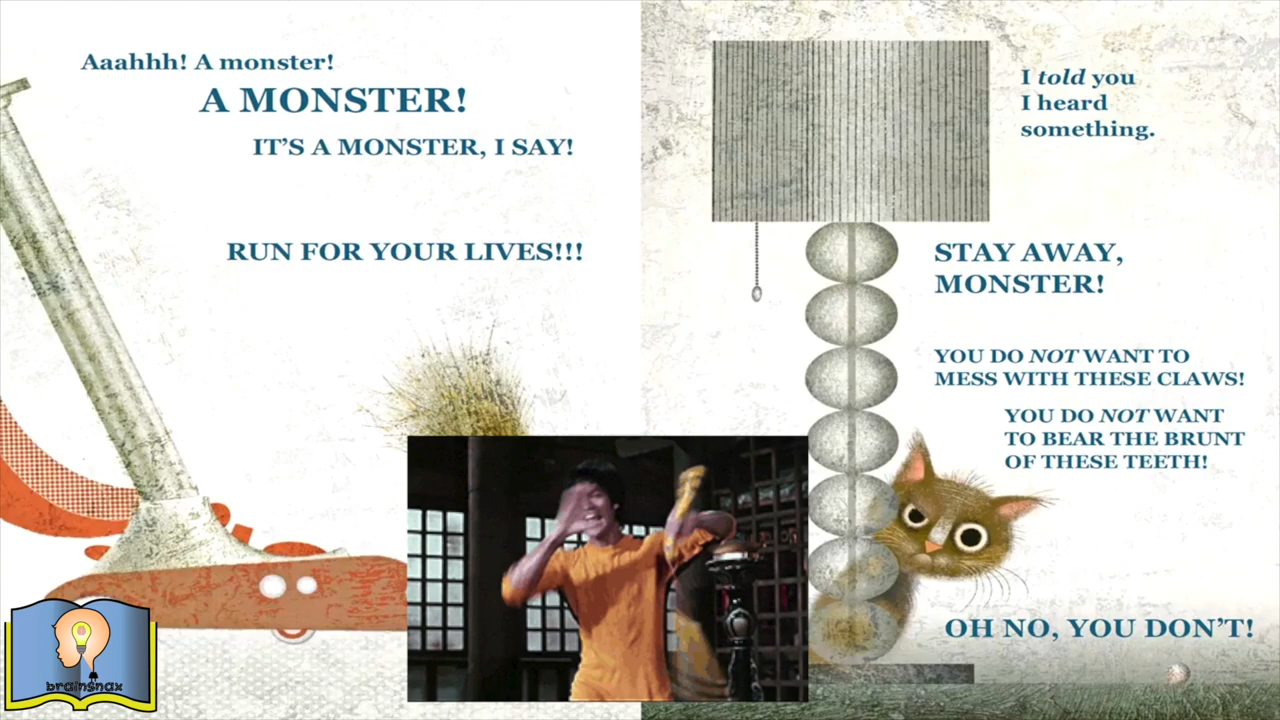 Aaahhh! A monster!
A MONSTER!
IT'S A MONSTER, I SAY!
RUN FOR YOUR LIVES!!!
I told you
I heard
something.
STAY AWAY,
MONSTER!
YOU DO NOT WANT TO
MESS WITH THESE CLAWS!
YOU DO NOT WANT
TO BEAR THE BRUNT
OF THESE TEETH!
OH NO, YOU DON'T!
brainsnax